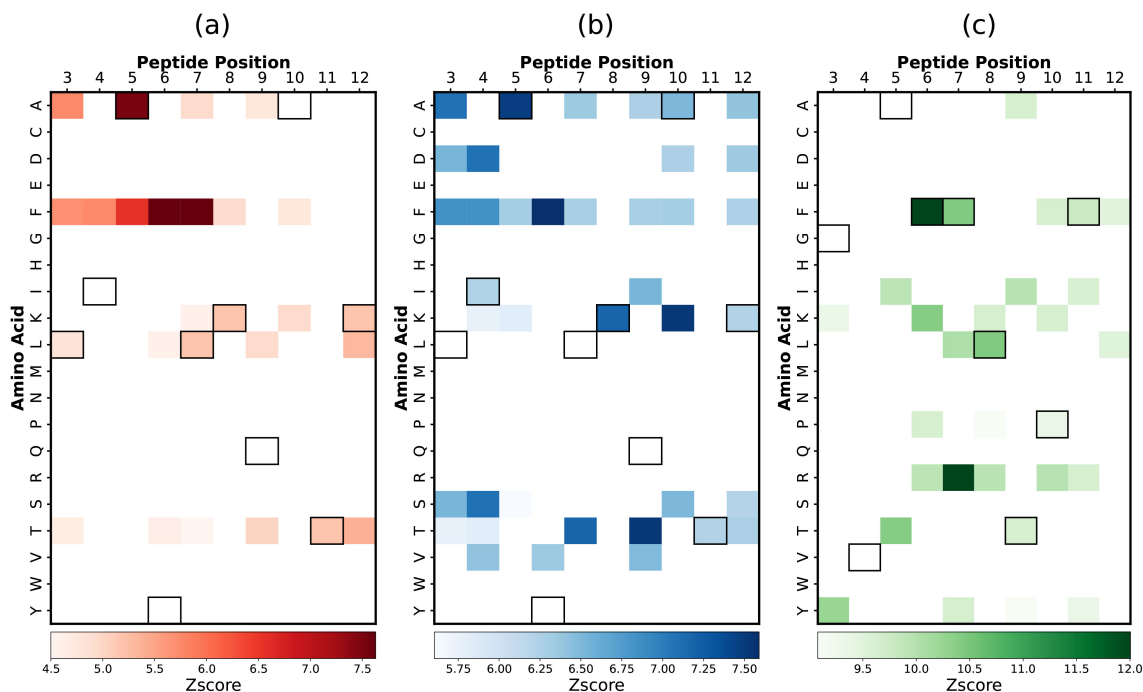 (a)
(b)
(c)
Peptide Position
3 4 5 6 7 8 9 10 11 12
Amino Acid
A
C
D
E
F
G
H
I
K
L
M
N
P
Q
R
S
T
V
W
Y
4.5 5.0 5.5 6.0 6.5 7.0 7.5
Zscore
Peptide Position
3 4 5 6 7 8 9 10 11 12
Amino Acid
A
C
D
E
F
G
H
I
K
L
M
N
P
Q
R
S
T
V
W
Y
5.75 6.00 6.25 6.50 6.75 7.00 7.25 7.50
Zscore
Peptide Position
3 4 5 6 7 8 9 10 11 12
Amino Acid
A
C
D
E
F
G
H
I
K
L
M
N
P
Q
R
S
T
V
W
Y
9.5 10.0 10.5 11.0 11.5 12.0
Zscore